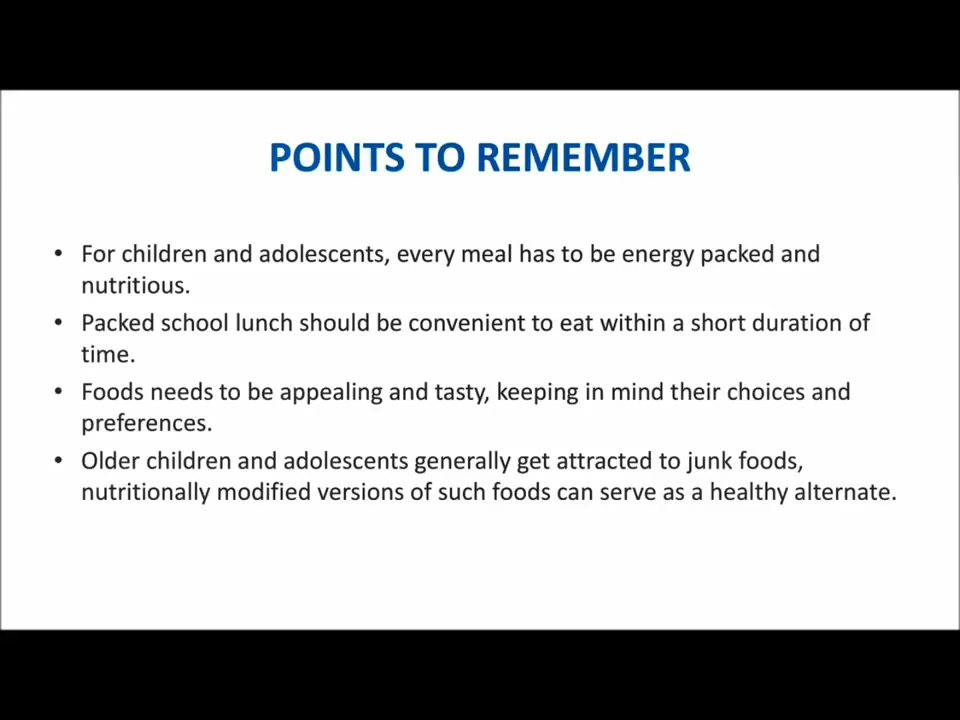 POINTS TO REMEMBER
• For children and adolescents, every meal has to be energy packed and
nutritious.
• Packed school lunch should be convenient to eat within a short duration of
time.
• Foods needs to be appealing and tasty, keeping in mind their choices and
preferences.
• Older children and adolescents generally get attracted to junk foods,
nutritionally modified versions of such foods can serve as a healthy alternate.